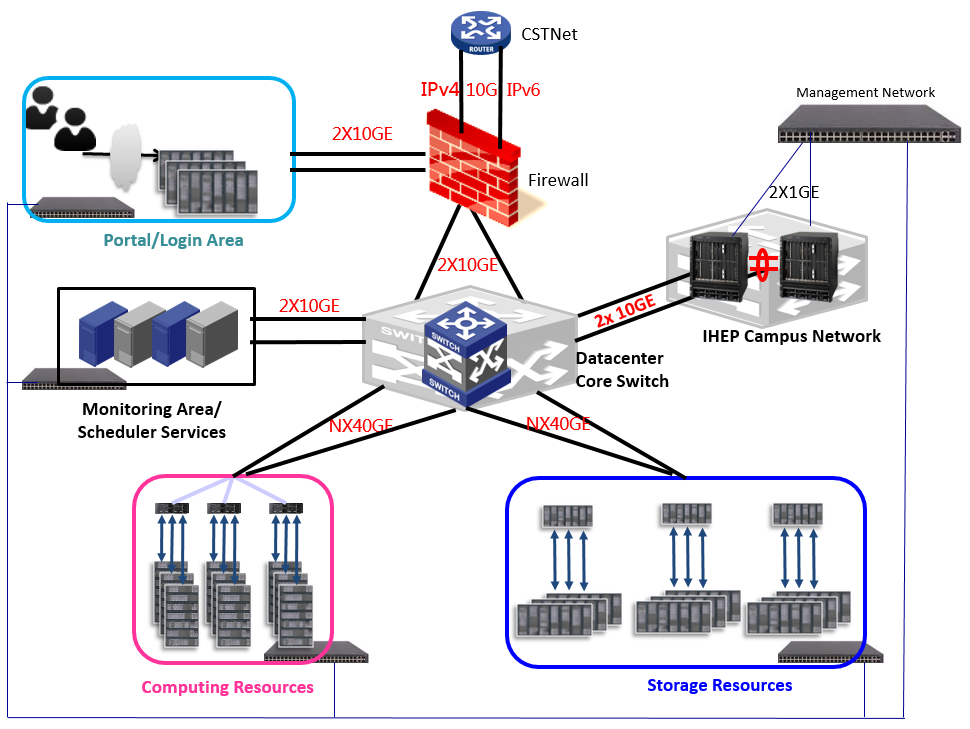 CSTNet
ROUTER
IPv4 10G IPv6
Management Network
2X10GE
Firewall
2X1GE
Portal/Login Area
2X10GE
2X10GE
2x 10GE
IHEP Campus Network
SWITCH
SWITCH
SWITCH
Datacenter
Core Switch
Monitoring Area/
Scheduler Services
NX40GE
NX40GE
Computing Resources
Storage Resources